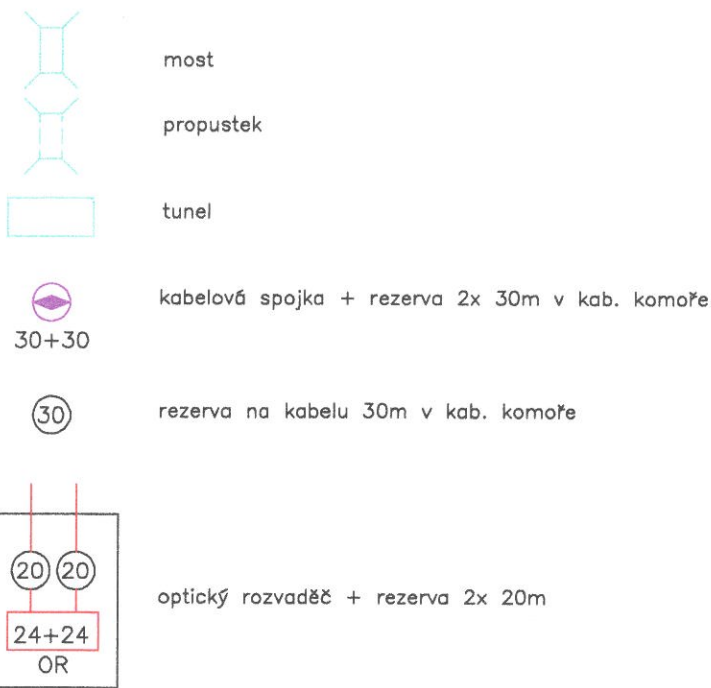 most
propustek
tunel
kabelová spojka + rezerva 2x 30m v kab. komoře
30+30
30
rezerva na kabelu 30m v kab. komoře
20 20
optický rozvaděč + rezerva 2x 20m
24+24
OR